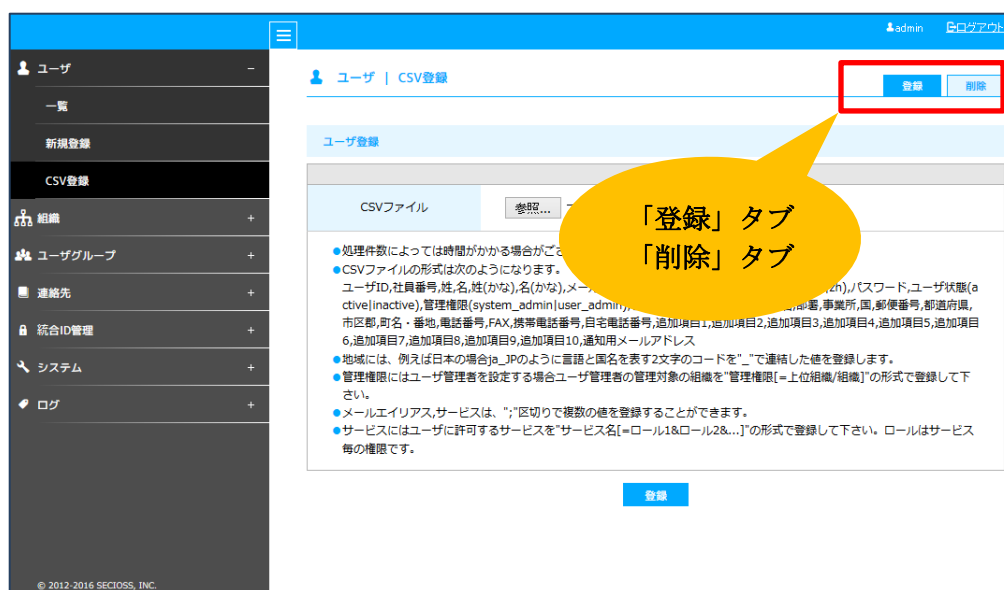 admin ログアウト
ユーザ −
一覧
新規登録
CSV登録
組織 +
ユーザグループ +
連絡先 +
統合ID管理 +
システム +
ログ +
© 2012-2016 SECIOSS, INC.
ユーザ | CSV登録
登録 削除
ユーザ登録
CSVファイル 参照...
「登録」タブ
「削除」タブ
●処理件数によっては時間がかかる場合がござ
●CSVファイルの形式は次のようになります。
ユーザID,社員番号,姓,名,姓(かな),名(かな),メー zh),パスワード,ユーザ状態(a
ctive|inactive),管理権限(system_admin|user_admin) 部署,事業所,国,郵便番号,都道府県,
市区郡,町名・番地,電話番号,FAX,携帯電話番号,自宅電話番号,追加項目1,追加項目2,追加項目3,追加項目4,追加項目5,追加項目
6,追加項目7,追加項目8,追加項目9,追加項目10,通知用メールアドレス
●地域には、例えば日本の場合ja_JPのように言語と国名を表す2文字のコードを"_"で連結した値を登録します。
●管理権限にはユーザ管理者を設定する場合ユーザ管理者の管理対象の組織を"管理権限[=上位組織/組織]"の形式で登録して下
さい。
●メールエイリアス,サービスは、";"区切りで複数の値を登録することができます。
●サービスにはユーザに許可するサービスを"サービス名[=ロール1&ロール2&...]"の形式で登録して下さい。ロールはサービス
毎の権限です。
登録